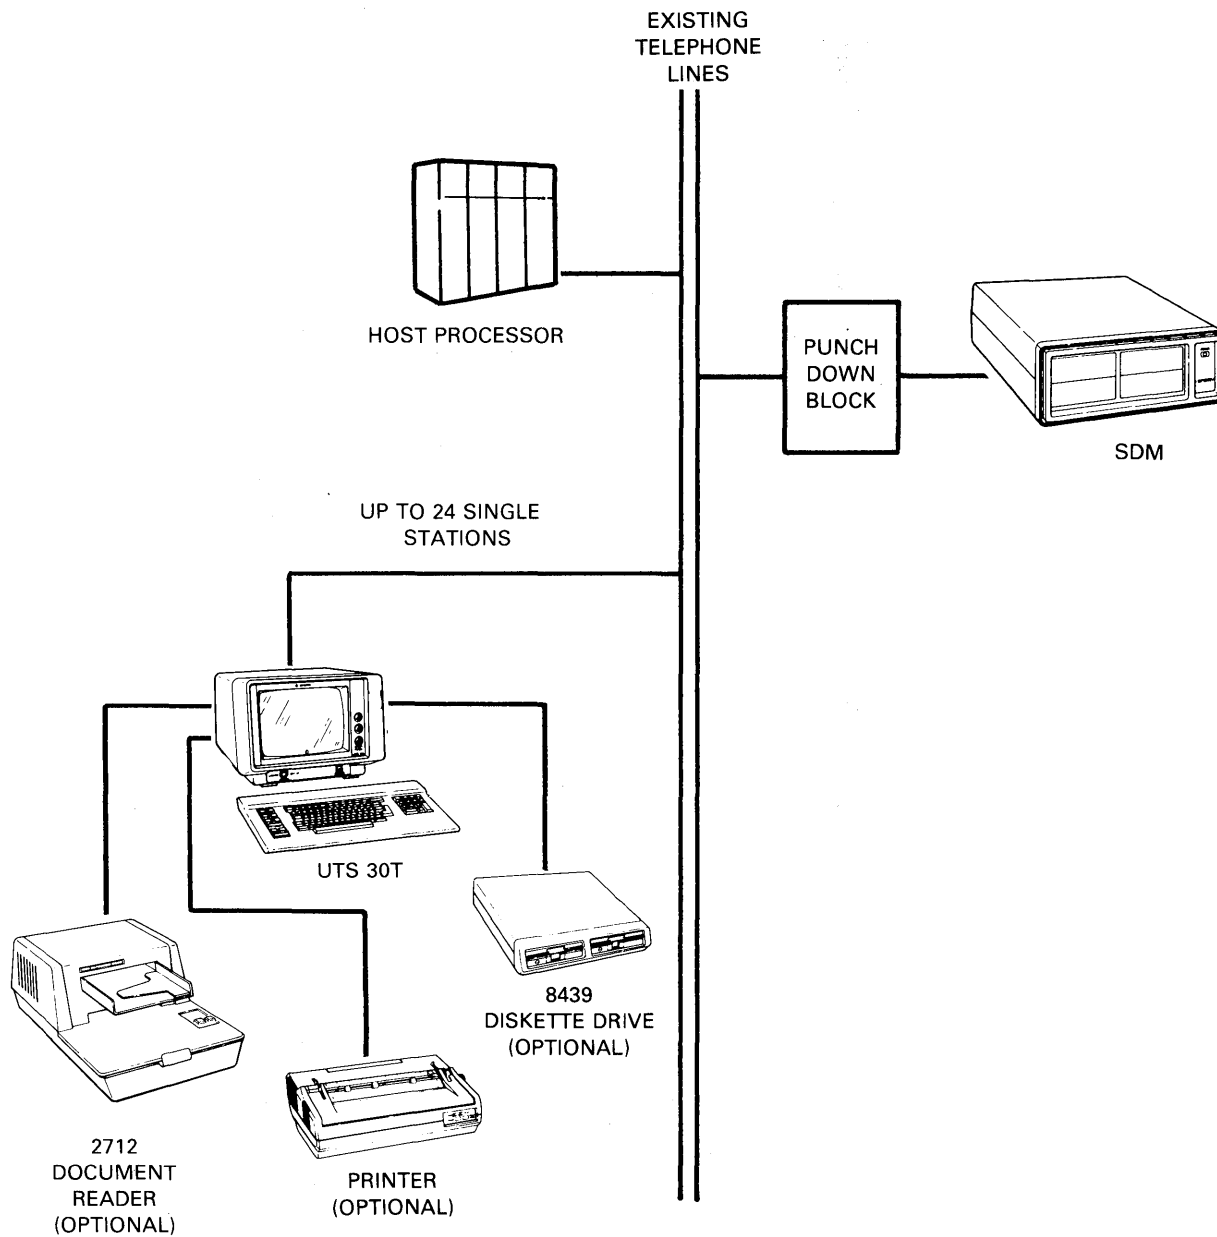 EXISTING
TELEPHONE
LINES
HOST PROCESSOR
PUNCH
DOWN
BLOCK
SDM
UP TO 24 SINGLE
STATIONS
UTS 30T
8439
DISKETTE DRIVE
(OPTIONAL)
2712
DOCUMENT
READER
(OPTIONAL)
PRINTER
(OPTIONAL)